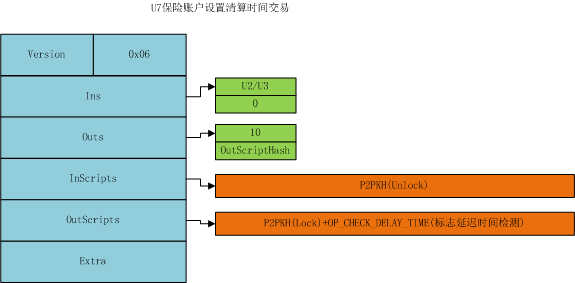 U7保险账户设置清算时间交易
Version 0x06
Ins
U2/U3
0
Outs
10
OutScriptHash
InScripts
P2PKH(Unlock)
OutScripts
P2PKH(Lock)+OP_CHECK_DELAY_TIME(标志延迟时间检测)
Extra